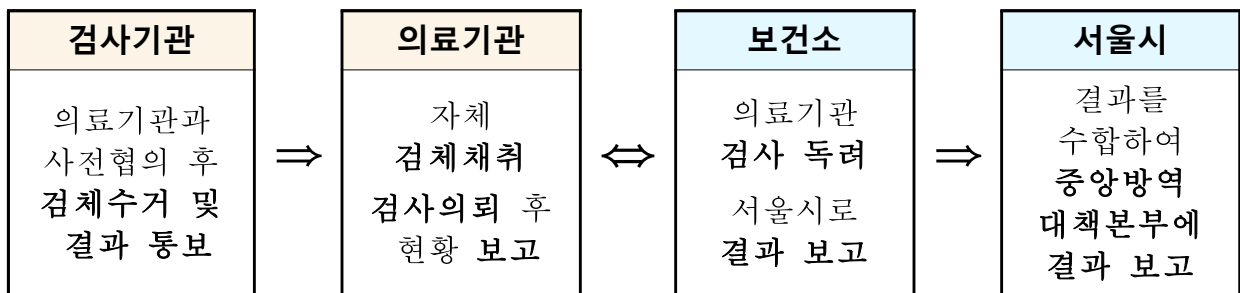 검사기관
의료기관과
사전협의 후
검체수거 및
결과 통보
⇒
의료기관
자체
검체채취
검사의뢰 후
현황 보고
⇔
보건소
의료기관
검사 독려
서울시로
결과 보고
⇒
서울시
결과를
수합하여
중앙방역
대책본부에
결과 보고